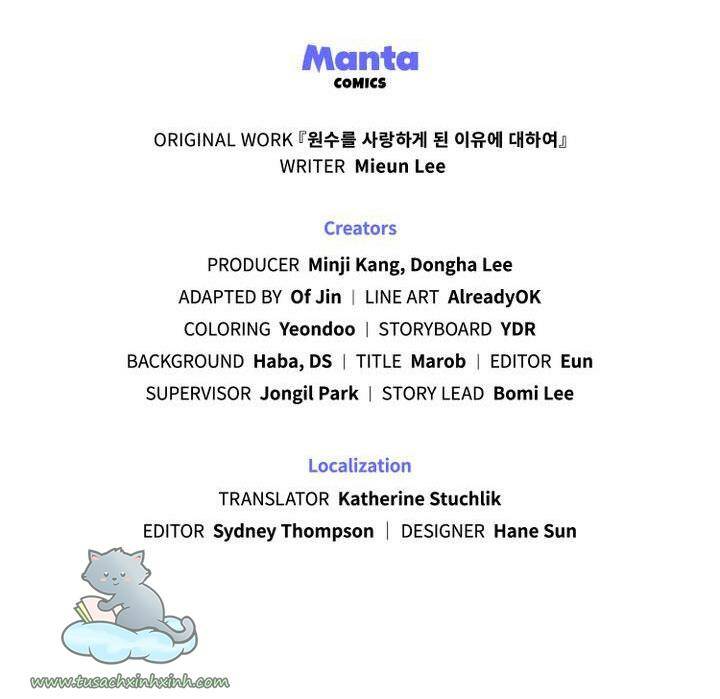 Manta
COMICS
ORIGINAL WORK『원수를 사랑하게 된 이유에 대하여』
WRITER Mieun Lee
Creators
PRODUCER Minji Kang, Dongha Lee
ADAPTED BY Of Jin | LINE ART AlreadyOK
COLORING Yeondoo | STORYBOARD YDR
BACKGROUND Haba, DS | TITLE Marob | EDITOR Eun
SUPERVISOR Jongil Park | STORY LEAD Bomi Lee
Localization
TRANSLATOR Katherine Stuchlik
EDITOR Sydney Thompson | DESIGNER Hane Sun
www.tusachxinhxinh.com